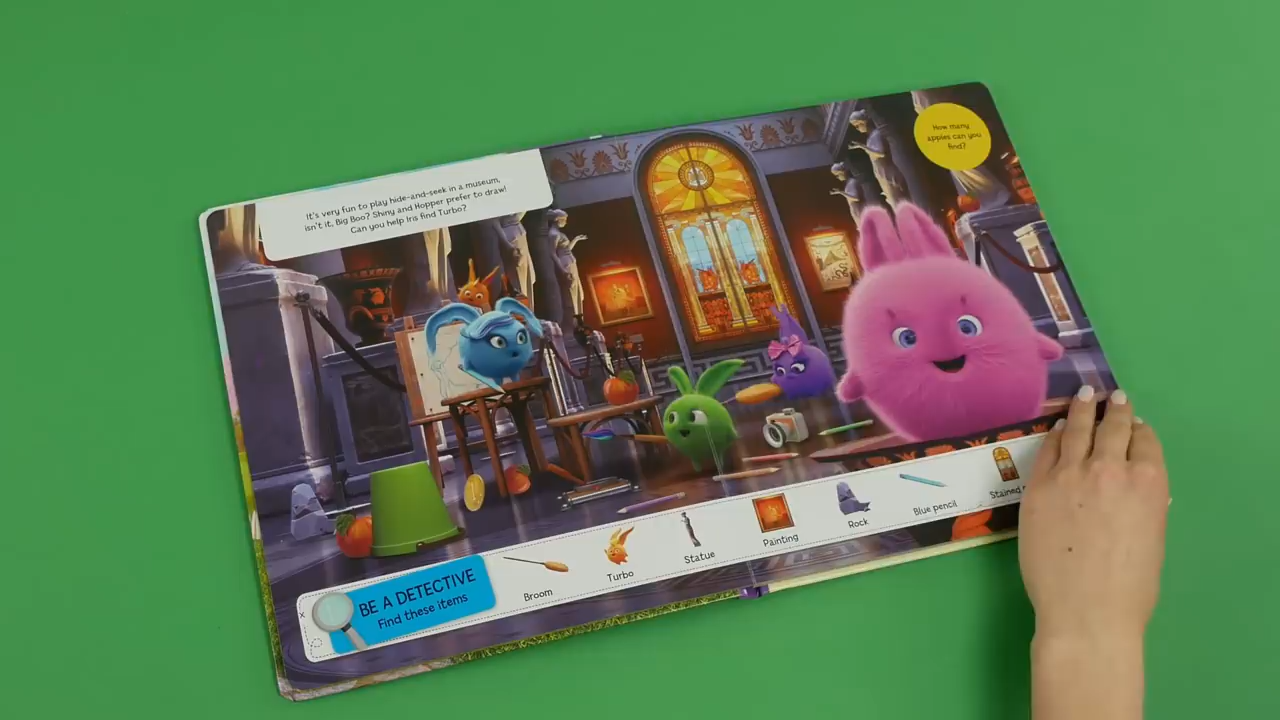 It's very fun to play hide-and-seek in a museum,
isn't it, Big Boo? Shiny and Hopper prefer to draw!
Can you help Iris find Turbo?
How many
apples can you
find?
BE A DETECTIVE
Find these items
Broom
Turbo
Statue
Painting
Rock
Blue pencil
Stained